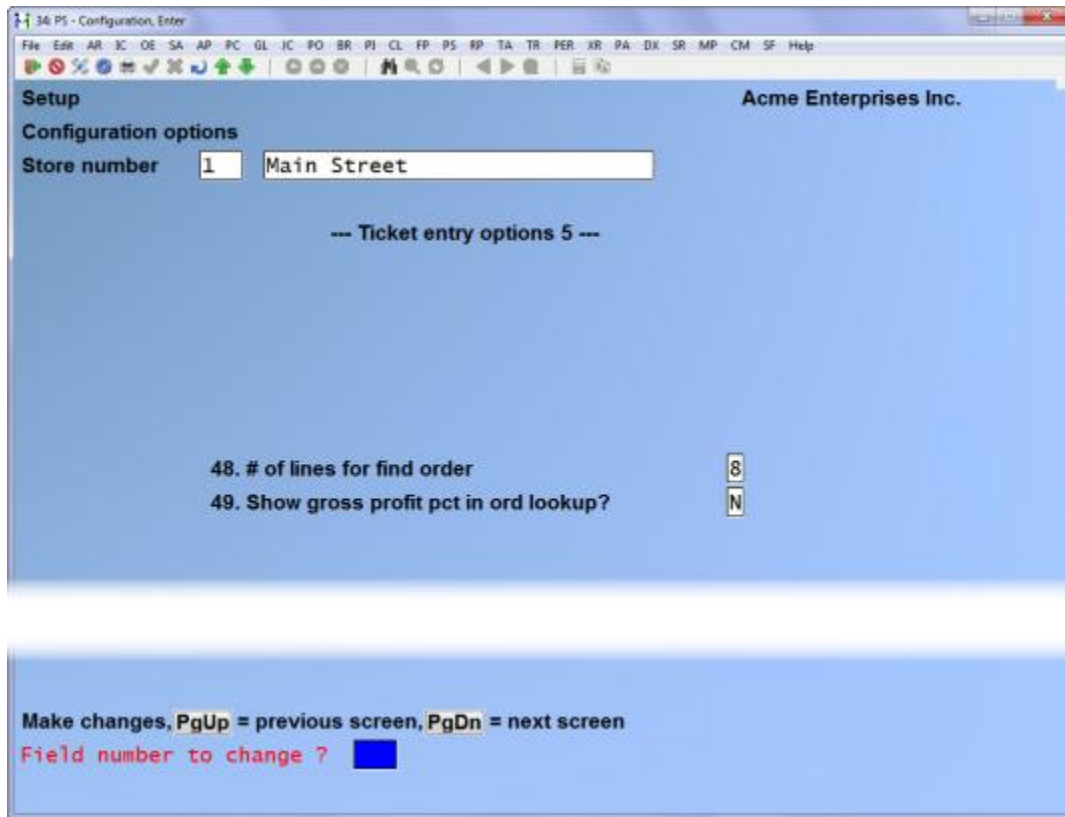 34: PS - Configuration, Enter
File Edit AR IC OE SA AP PC GL JC PO BR PI CL FP PS RP TA TR PER XR PA DX SR MP CM SF Help
Setup Acme Enterprises Inc.
Configuration options
Store number 1 Main Street
--- Ticket entry options 5 ---
48. # of lines for find order 8
49. Show gross profit pct in ord lookup? N
Make changes, PgUp = previous screen, PgDn = next screen
Field number to change ?